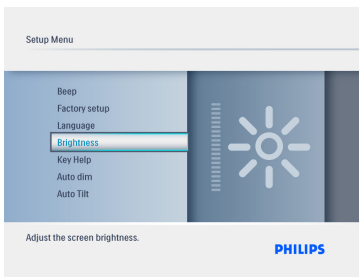 Setup Menu
Beep
Factory setup
Language
Brightness
Key Help
Auto dim
Auto Tilt
Adjust the screen brightness.
PHILIPS